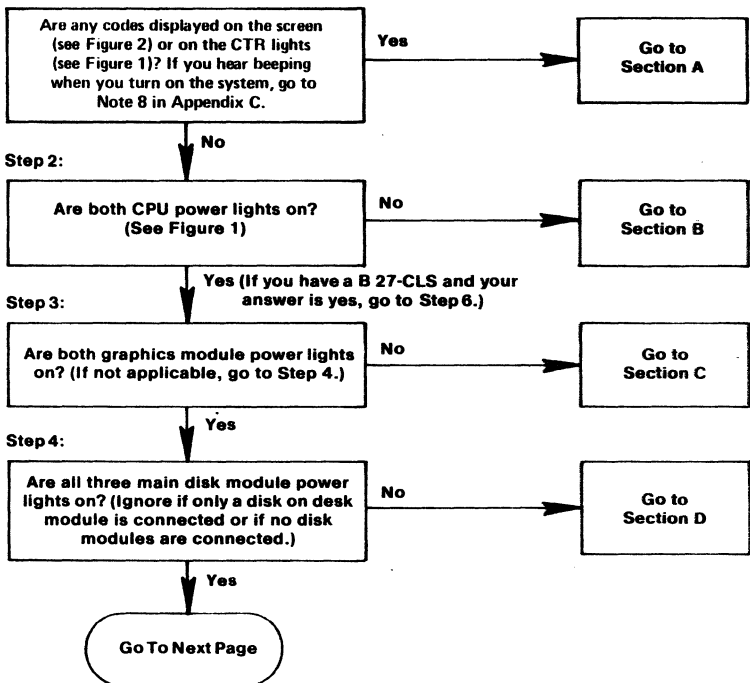 Are any codes displayed on the screen
(see Figure 2) or on the CTR lights
(see Figure 1)? If you hear beeping
when you turn on the system, go to
Note 8 in Appendix C.
Yes
Go to
Section A
No
Step 2:
Are both CPU power lights on?
(See Figure 1)
No
Go to
Section B
Yes (If you have a B 27-CLS and your
answer is yes, go to Step 6.)
Step 3:
Are both graphics module power lights
on? (If not applicable, go to Step 4.)
No
Go to
Section C
Yes
Step 4:
Are all three main disk module power
lights on? (Ignore if only a disk on desk
module is connected or if no disk
modules are connected.)
No
Go to
Section D
Yes
Go To Next Page